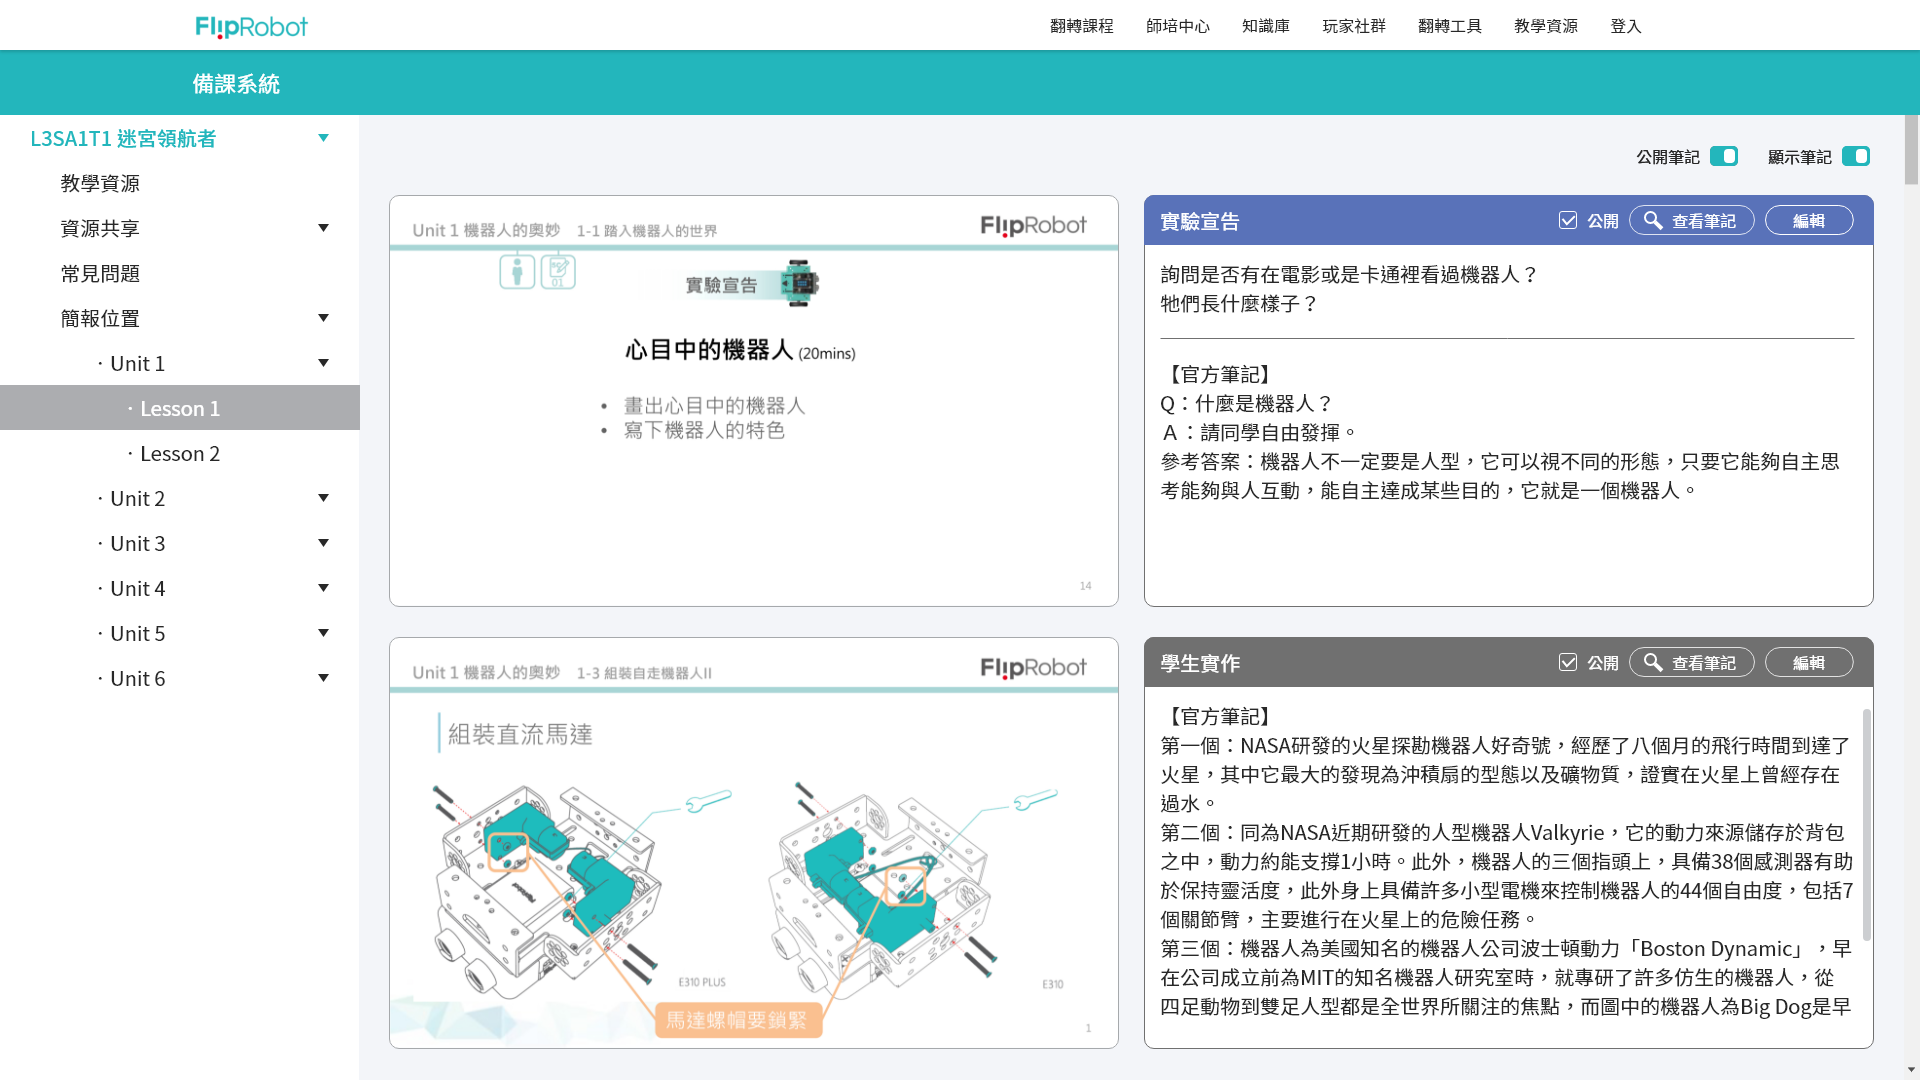 FlipRobot
翻轉課程 師培中心 知識庫 玩家社群 翻轉工具 教學資源 登入
備課系統
L3SA1T1 迷宮領航者
教學資源
資源共享
常見問題
簡報位置
· Unit 1
· Lesson 1
· Lesson 2
· Unit 2
· Unit 3
· Unit 4
· Unit 5
· Unit 6
公開筆記 顯示筆記
Unit 1 機器人的奧妙 1-1 踏入機器人的世界
FlipRobot
01
實驗宣告
心目中的機器人 (20mins)
• 畫出心目中的機器人
• 寫下機器人的特色
14
實驗宣告
公開 查看筆記 編輯
詢問是否有在電影或是卡通裡看過機器人？
牠們長什麼樣子？
【官方筆記】
Q：什麼是機器人？
Ａ：請同學自由發揮。
參考答案：機器人不一定要是人型，它可以視不同的形態，只要它能夠自主思
考能夠與人互動，能自主達成某些目的，它就是一個機器人。
Unit 1 機器人的奧妙 1-3 組裝自走機器人II
FlipRobot
組裝直流馬達
E310 PLUS
E310
馬達螺帽要鎖緊
1
學生實作
公開 查看筆記 編輯
【官方筆記】
第一個：NASA研發的火星探勘機器人好奇號，經歷了八個月的飛行時間到達了
火星，其中它最大的發現為沖積扇的型態以及礦物質，證實在火星上曾經存在
過水。
第二個：同為NASA近期研發的人型機器人Valkyrie，它的動力來源儲存於背包
之中，動力約能支撐1小時。此外，機器人的三個指頭上，具備38個感測器有助
於保持靈活度，此外身上具備許多小型電機來控制機器人的44個自由度，包括7
個關節臂，主要進行在火星上的危險任務。
第三個：機器人為美國知名的機器人公司波士頓動力「Boston Dynamic」，早
在公司成立前為MIT的知名機器人研究室時，就專研了許多仿生的機器人，從
四足動物到雙足人型都是全世界所關注的焦點，而圖中的機器人為Big Dog是早